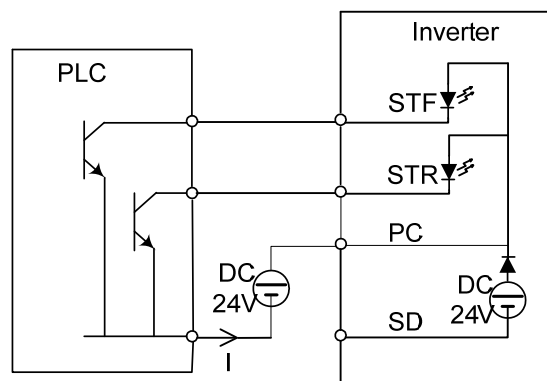 Inverter
PLC
STF
STR
PC
DC
24V
DC
24V
SD
I